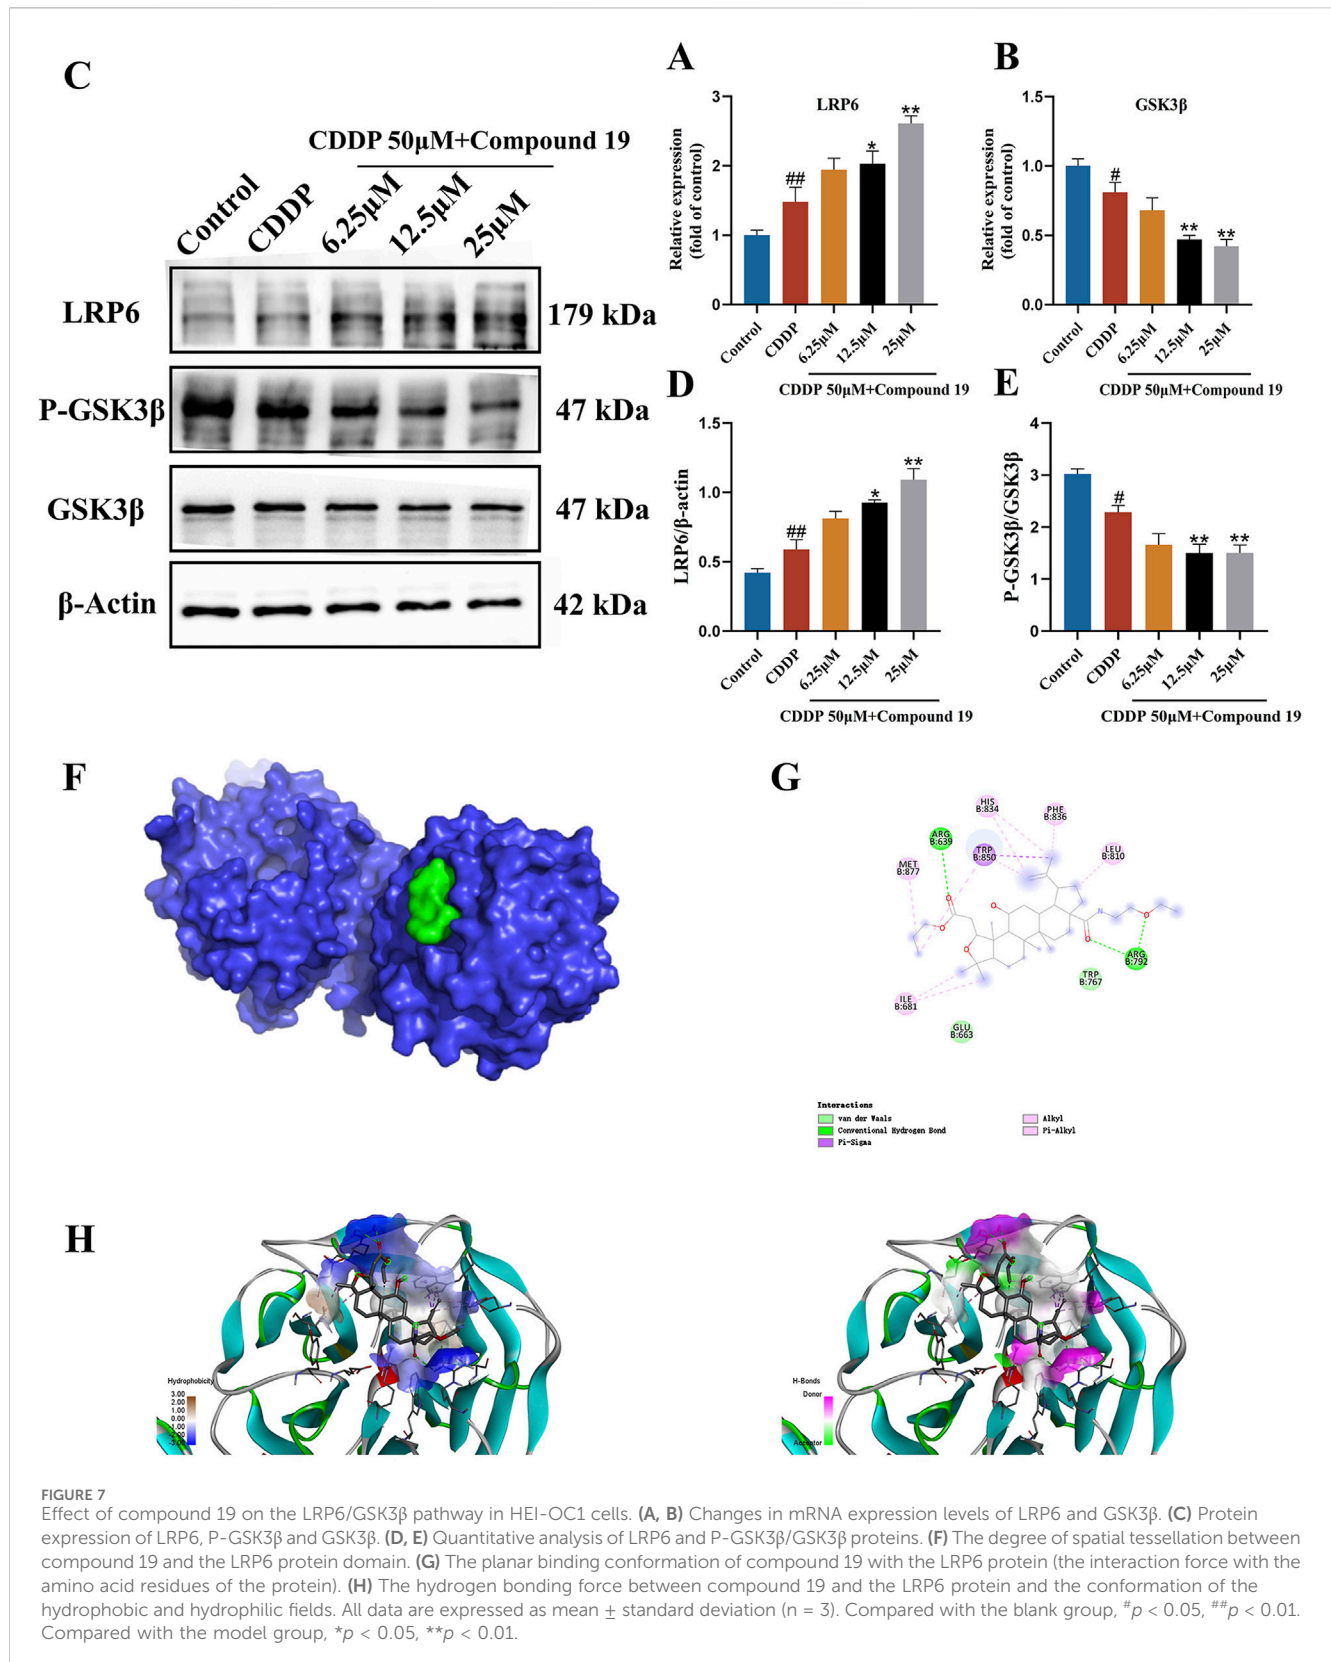 C
CDDP 50μM+Compound 19
Control
CDDP
6.25μM
12.5μM
25μM
LRP6
179 kDa
P-GSK3β
47 kDa
GSK3β
47 kDa
β-Actin
42 kDa
A
LRP6
Relative expression
(fold of control)
3
2
1
0
##
*
**
Control
CDDP
6.25μM
12.5μM
25μM
CDDP 50μM+Compound 19
B
GSK3β
Relative expression
(fold of control)
1.5
1.0
0.5
0.0
#
**
**
Control
CDDP
6.25μM
12.5μM
25μM
CDDP 50μM+Compound 19
D
LRP6/β-actin
1.5
1.0
0.5
0.0
##
*
**
Control
CDDP
6.25μM
12.5μM
25μM
CDDP 50μM+Compound 19
E
P-GSK3β/GSK3β
4
3
2
1
0
#
**
**
Control
CDDP
6.25μM
12.5μM
25μM
CDDP 50μM+Compound 19
F
G
HIS
B:834
PHE
B:836
ARG
B:639
TRP
B:850
LEU
B:810
MET
B:877
O
O
O
N
O
O
O
ARG
B:792
TRP
B:767
ILE
B:681
GLU
B:663
Interactions
van der Waals
Conventional Hydrogen Bond
Pi-Sigma
Alkyl
Pi-Alkyl
H
Hydrophobicity
3.00
2.00
1.00
0.00
-1.00
-2.00
-3.00
H-Bonds
Donor
Acceptor
FIGURE 7
Effect of compound 19 on the LRP6/GSK3β pathway in HEI-OC1 cells. (A, B) Changes in mRNA expression levels of LRP6 and GSK3β. (C) Protein
expression of LRP6, P-GSK3β and GSK3β. (D, E) Quantitative analysis of LRP6 and P-GSK3β/GSK3β proteins. (F) The degree of spatial tessellation between
compound 19 and the LRP6 protein domain. (G) The planar binding conformation of compound 19 with the LRP6 protein (the interaction force with the
amino acid residues of the protein). (H) The hydrogen bonding force between compound 19 and the LRP6 protein and the conformation of the
hydrophobic and hydrophilic fields. All data are expressed as mean ± standard deviation (n = 3). Compared with the blank group, #p < 0.05, ##p < 0.01.
Compared with the model group, *p < 0.05, **p < 0.01.